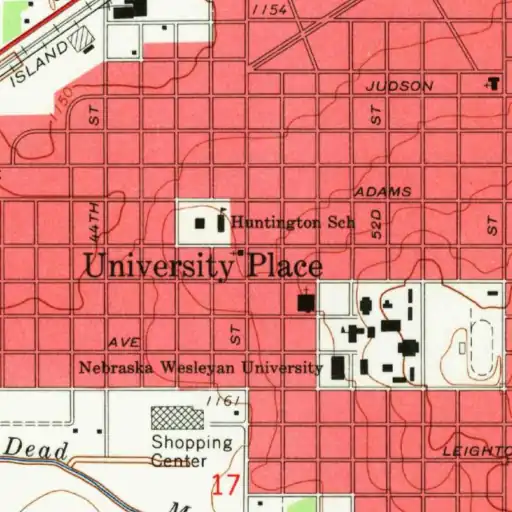 1154
ISLAND
JUDSON
1150
ST
ST
ADAMS
44TH
52D
ST
Huntington Sch
University Place
ST
AVE
Nebraska Wesleyan University
1161
Shopping
Center
Dead
LEIGHTO
17
M